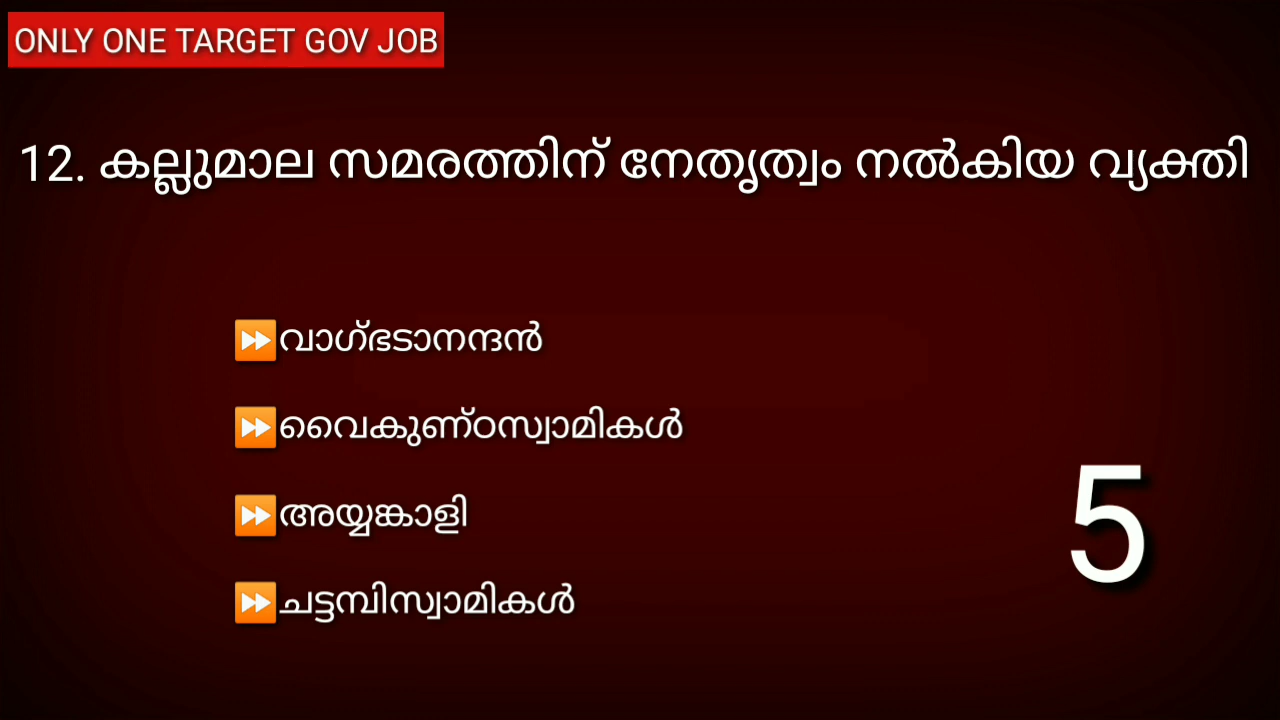 ONLY ONE TARGET GOV JOB
12. കല്ലുമാല സമരത്തിന് നേതൃത്വം നൽകിയ വ്യക്തി
⏩വാഗ്ഭടാനന്ദൻ
⏩വൈകുണ്ഠസ്വാമികൾ
⏩അയ്യങ്കാളി
⏩ചട്ടമ്പിസ്വാമികൾ
5